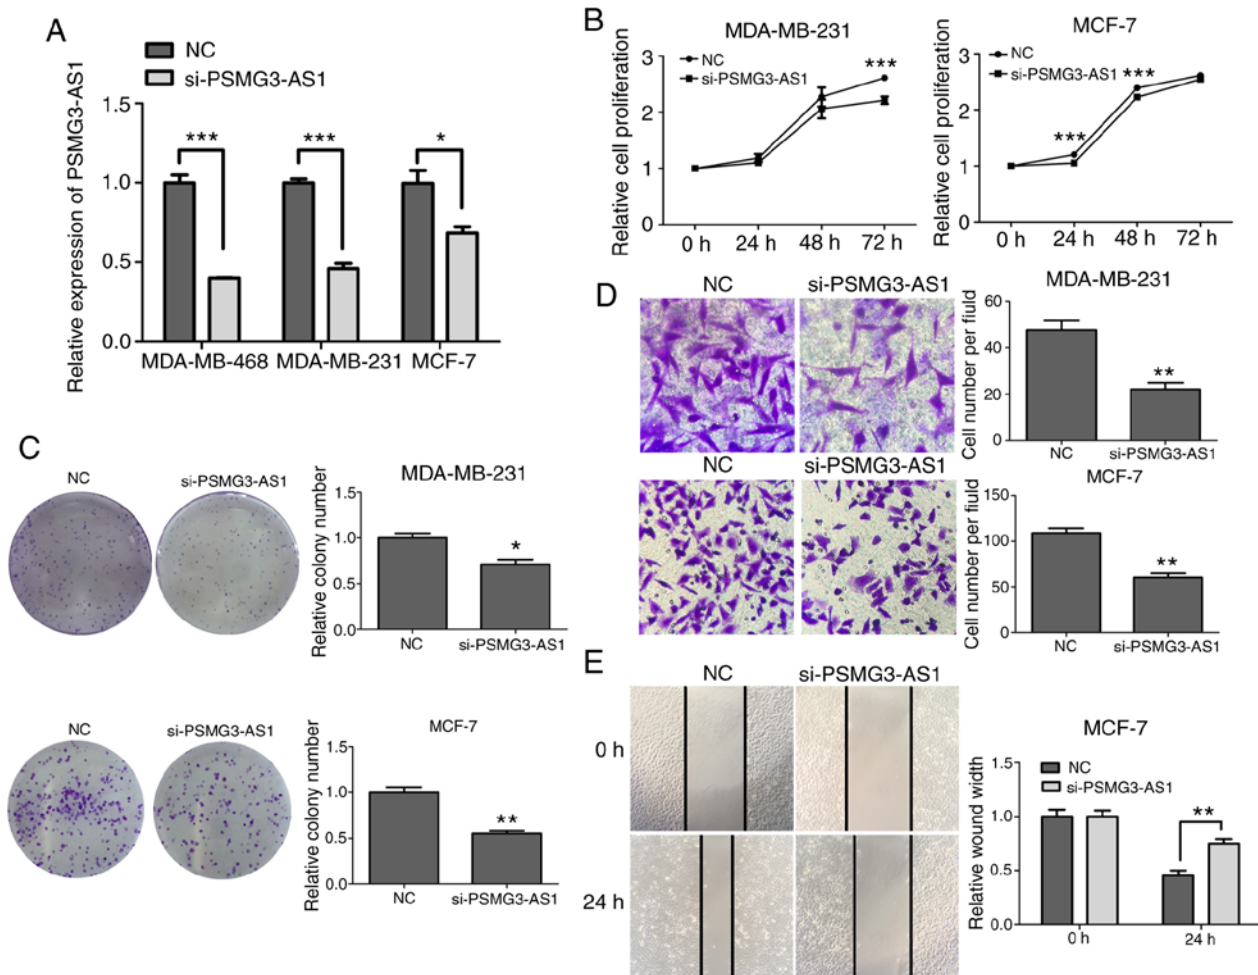 A
NC
si-PSMG3-AS1
Relative expression of PSMG3-AS1
1.5
1.0
0.5
0.0
***
***
*
MDA-MB-468
MDA-MB-231
MCF-7
B
MDA-MB-231
NC
si-PSMG3-AS1
***
Relative cell proliferation
3
2
1
0
0 h
24 h
48 h
72 h
MCF-7
NC
si-PSMG3-AS1
***
***
Relative cell proliferation
3
2
1
0
0 h
24 h
48 h
72 h
C
NC
si-PSMG3-AS1
MDA-MB-231
Relative colony number
1.5
1.0
0.5
0.0
*
NC
si-PSMG3-AS1
NC
si-PSMG3-AS1
MCF-7
Relative colony number
1.5
1.0
0.5
0.0
**
NC
si-PSMG3-AS1
D
NC
si-PSMG3-AS1
MDA-MB-231
Cell number per fiuld
60
40
20
0
**
NC
si-PSMG3-AS1
NC
si-PSMG3-AS1
MCF-7
Cell number per fiuld
150
100
50
0
**
NC
si-PSMG3-AS1
E
NC
si-PSMG3-AS1
0 h
24 h
MCF-7
NC
si-PSMG3-AS1
Relative wound width
1.5
1.0
0.5
0.0
**
0 h
24 h